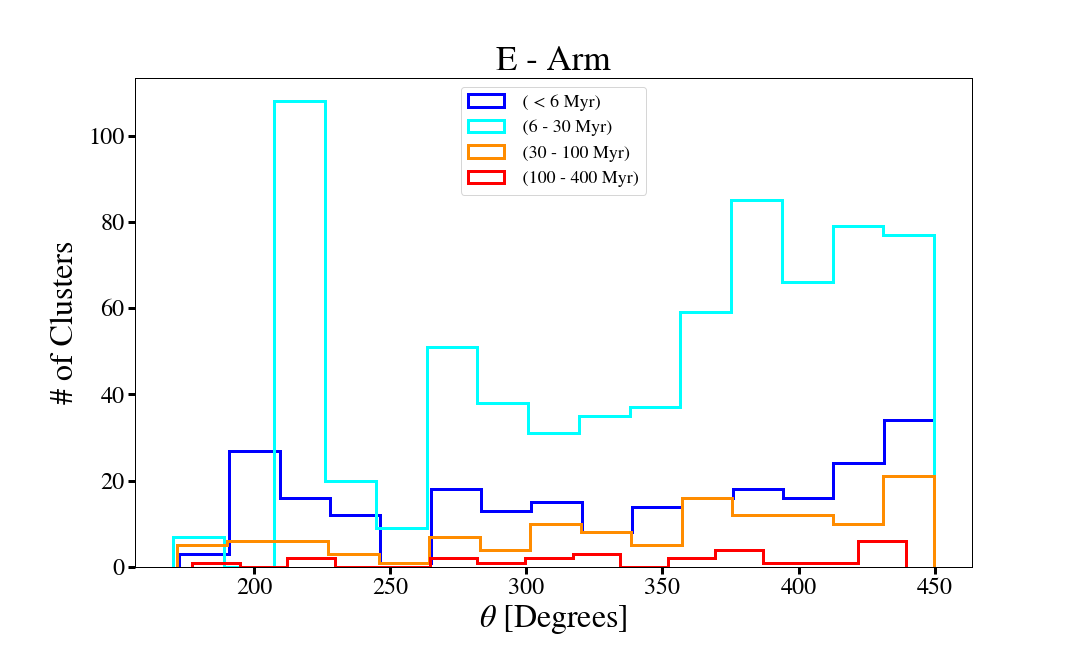 E - Arm
( < 6 Myr)
(6 - 30 Myr)
(30 - 100 Myr)
(100 - 400 Myr)
# of Clusters
100
80
60
40
20
0
200 250 300 350 400 450
θ [Degrees]